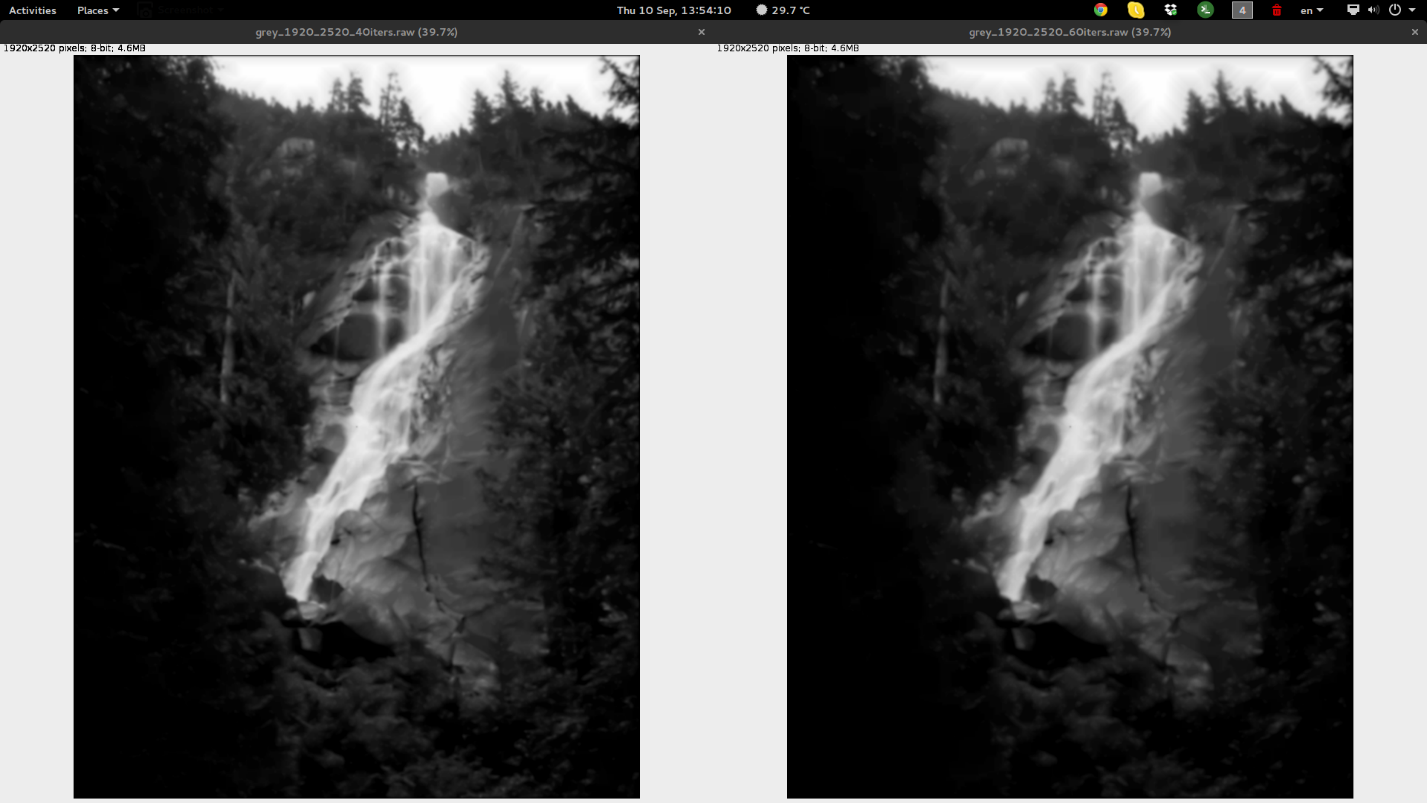 Activities Places Thu 10 Sep, 13:54:10 29.7 °C 4 en
grey_1920_2520_40iters.raw (39.7%) × grey_1920_2520_60iters.raw (39.7%) ×
1920x2520 pixels; 8-bit; 4.6MB 1920x2520 pixels; 8-bit; 4.6MB